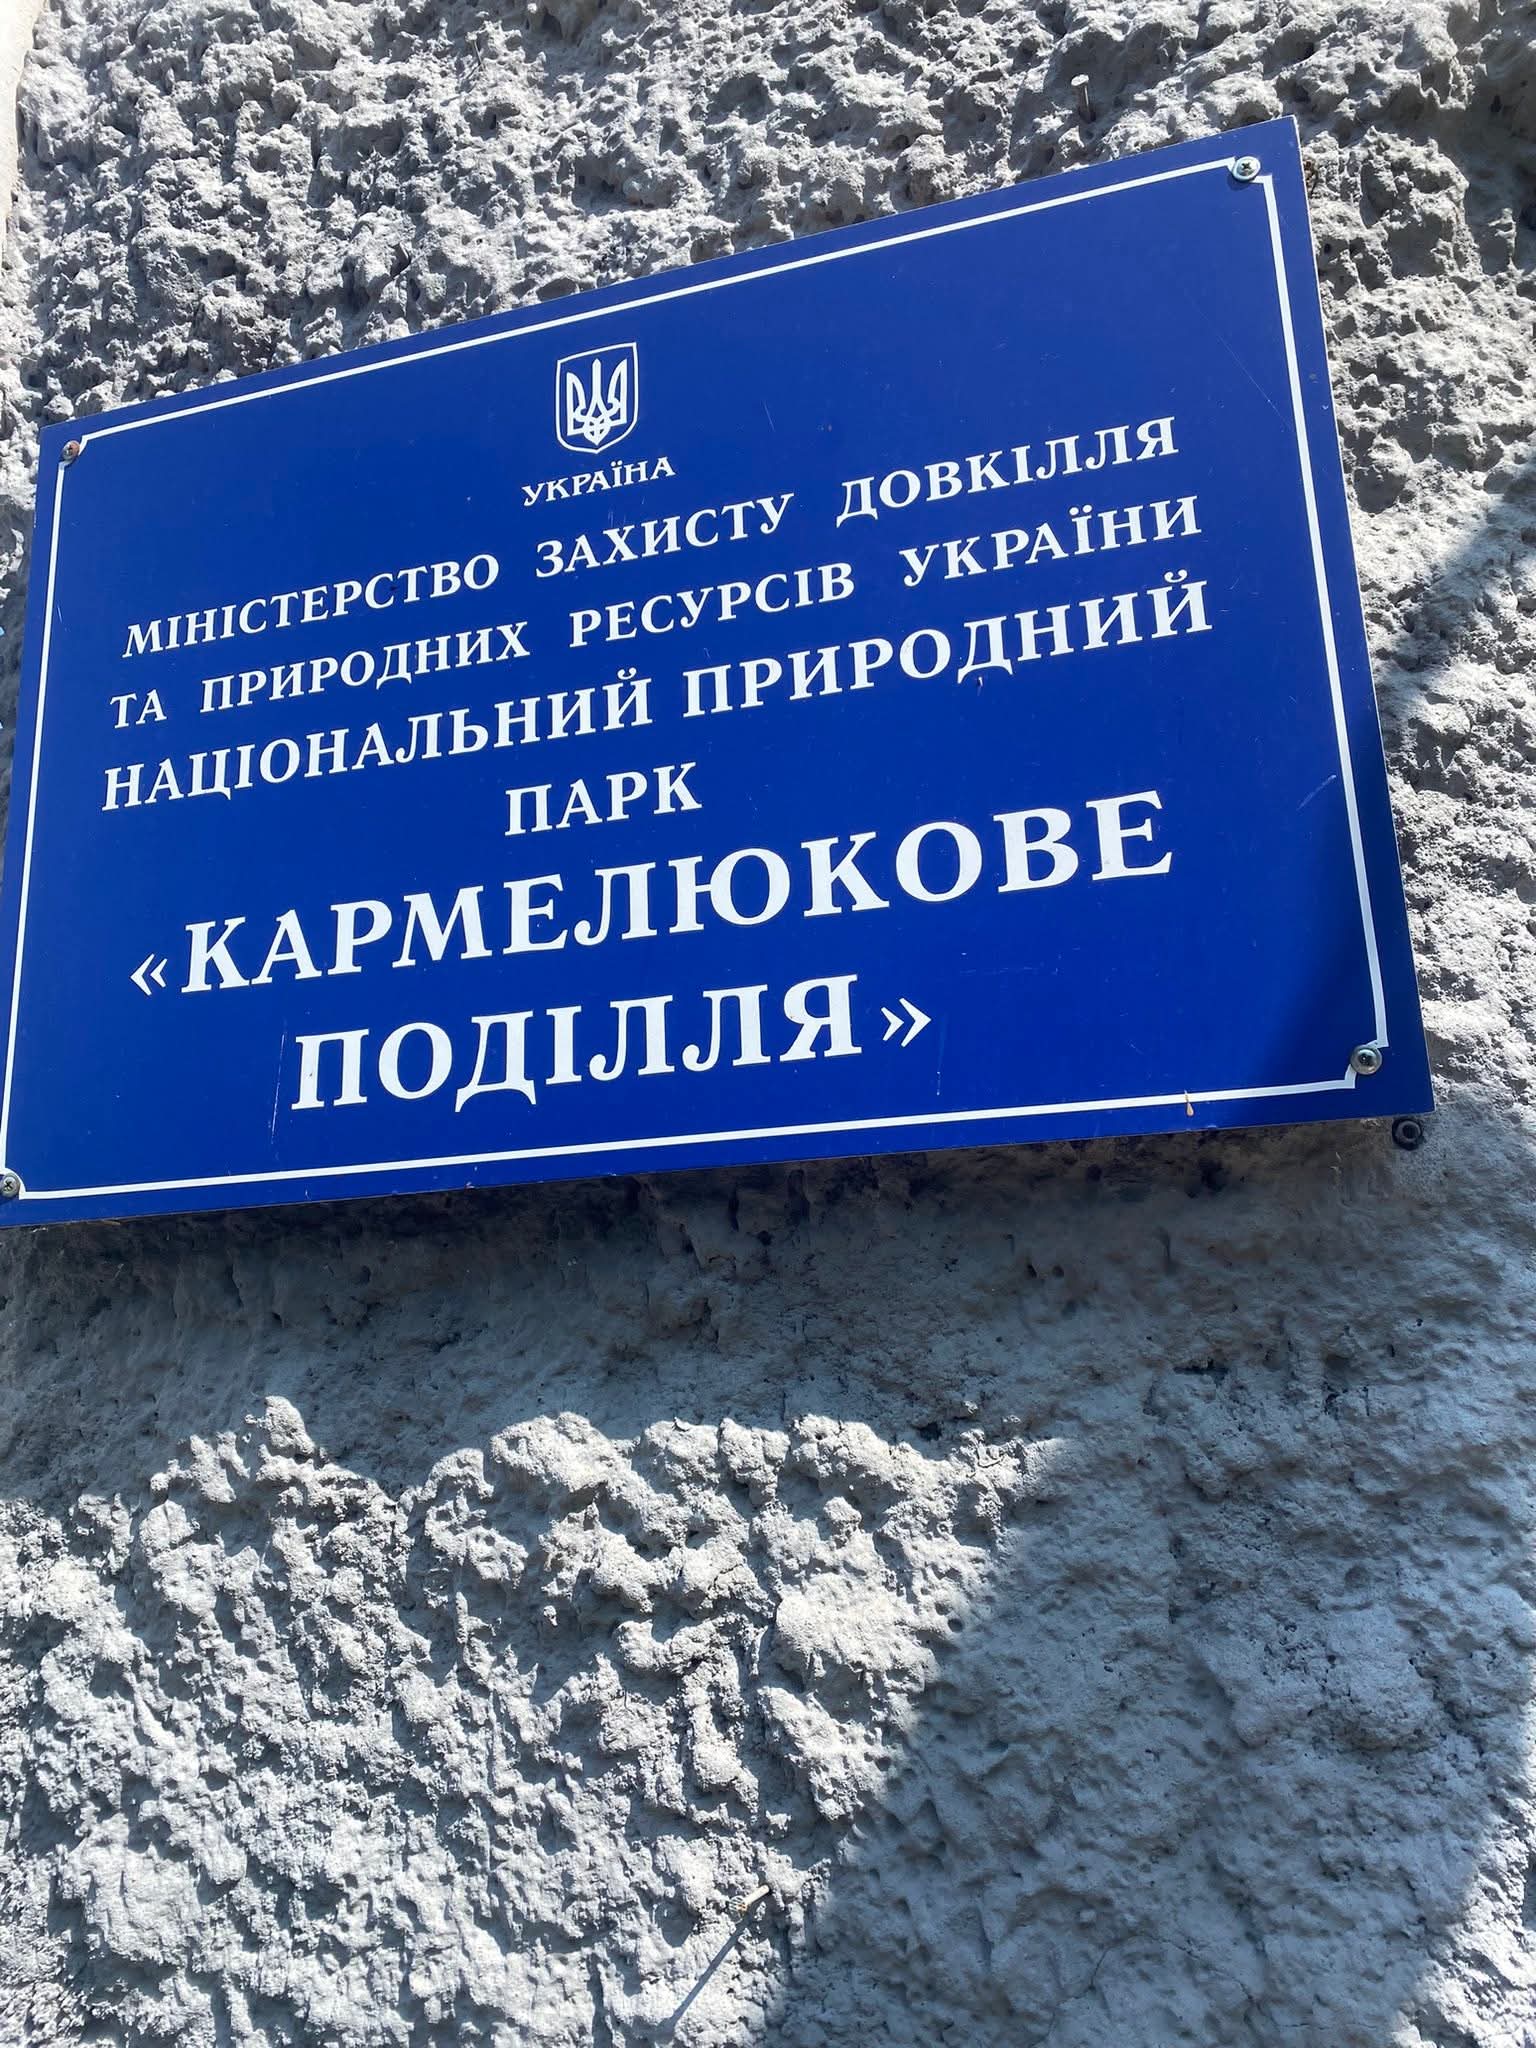 УКРАЇНА
МІНІСТЕРСТВО ЗАХИСТУ ДОВКІЛЛЯ
ТА ПРИРОДНИХ РЕСУРСІВ УКРАЇНИ
НАЦІОНАЛЬНИЙ ПРИРОДНИЙ
ПАРК
«КАРМЕЛЮКОВЕ
ПОДІЛЛЯ»